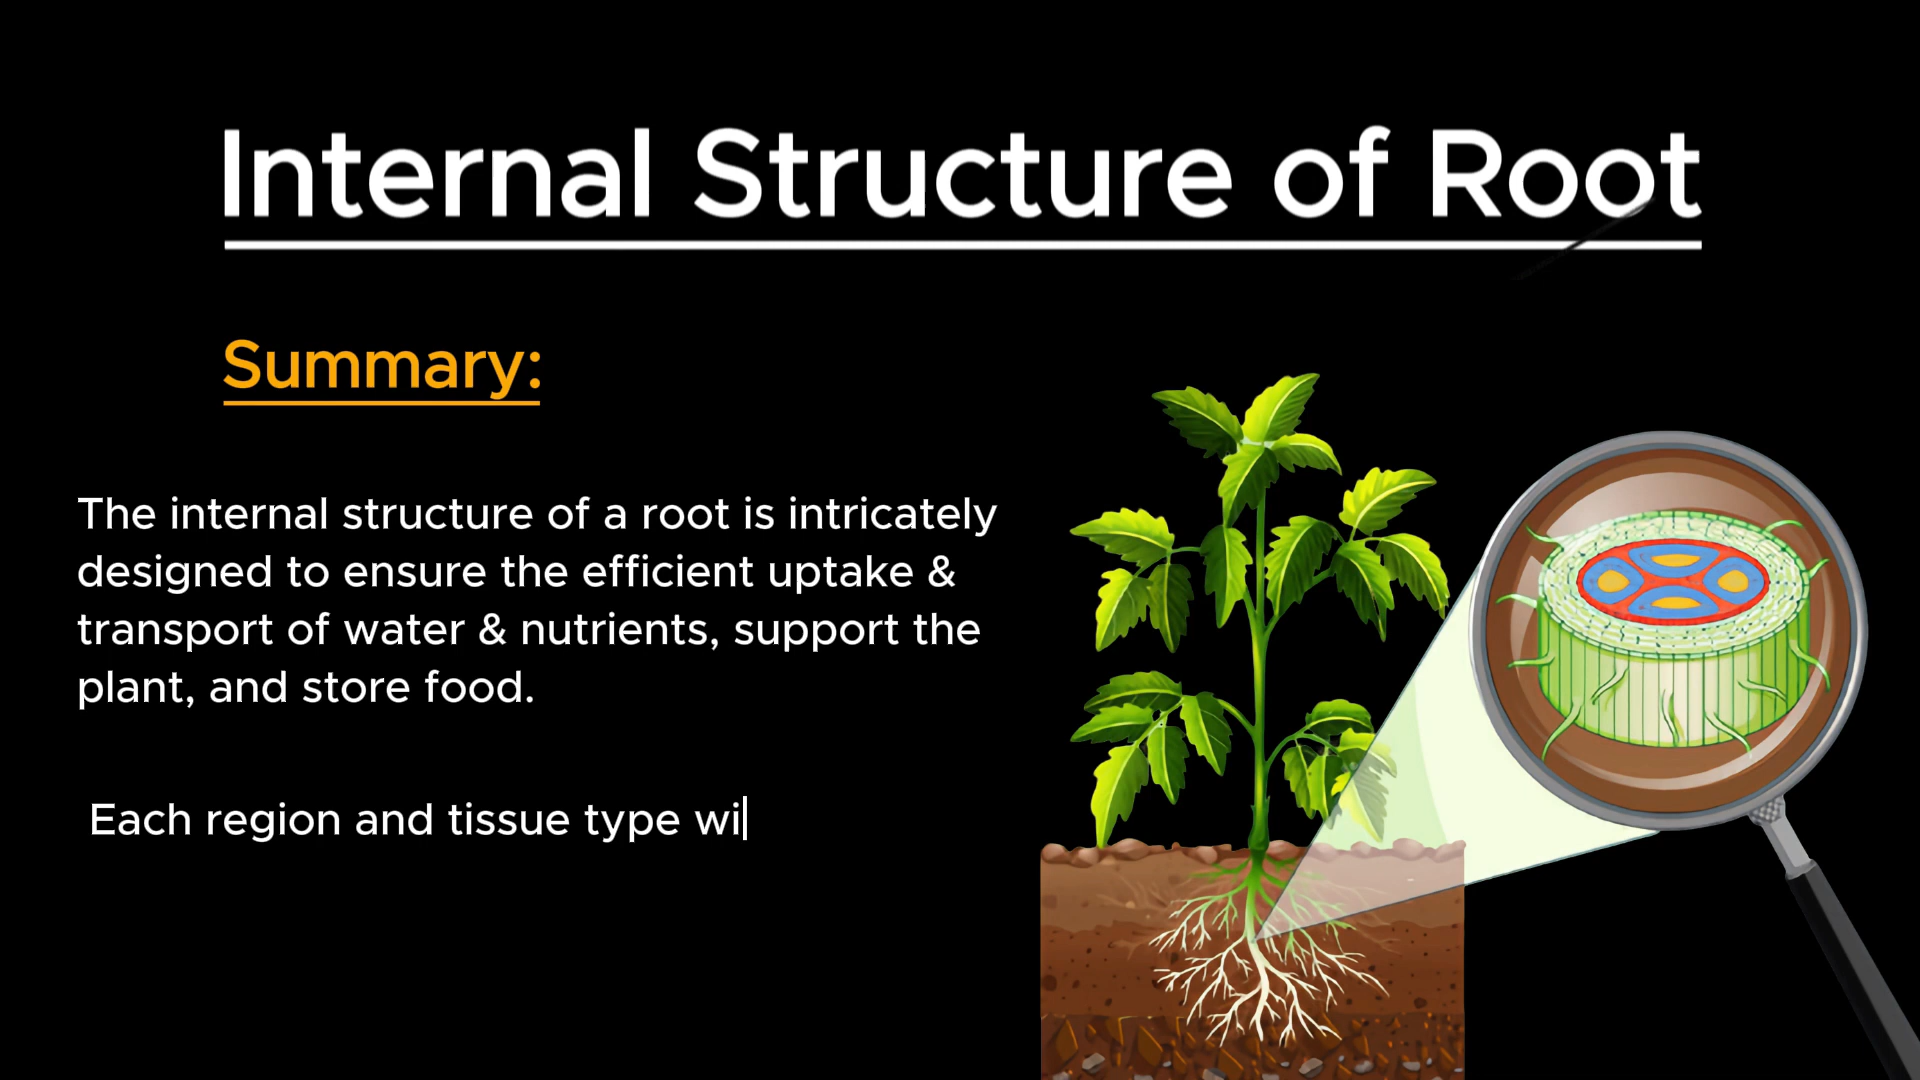 Internal Structure of Root
Summary:
The internal structure of a root is intricately
designed to ensure the efficient uptake &
transport of water & nutrients, support the
plant, and store food.
Each region and tissue type wi